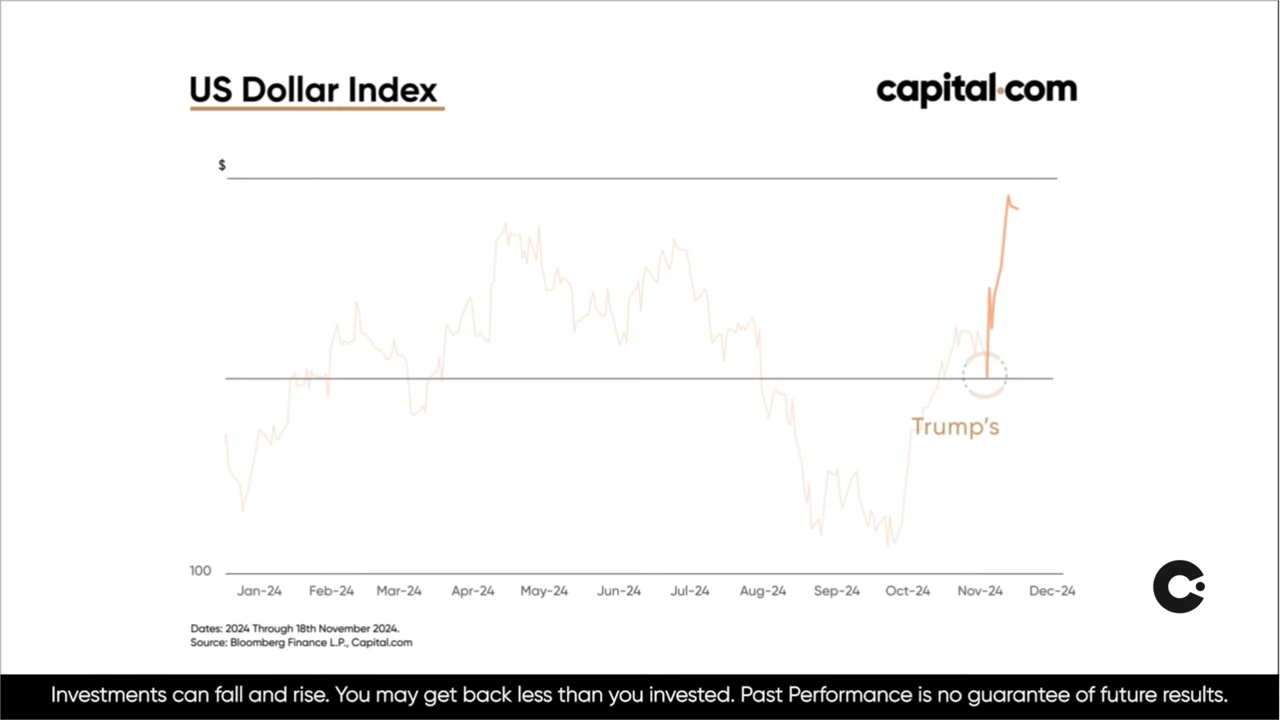 US Dollar Index
capital.com
$
Trump's
100
Jan-24 Feb-24 Mar-24 Apr-24 May-24 Jun-24 Jul-24 Aug-24 Sep-24 Oct-24 Nov-24 Dec-24
Dates: 2024 Through 18th November 2024.
Source: Bloomberg Finance L.P., Capital.com
Investments can fall and rise. You may get back less than you invested. Past Performance is no guarantee of future results.